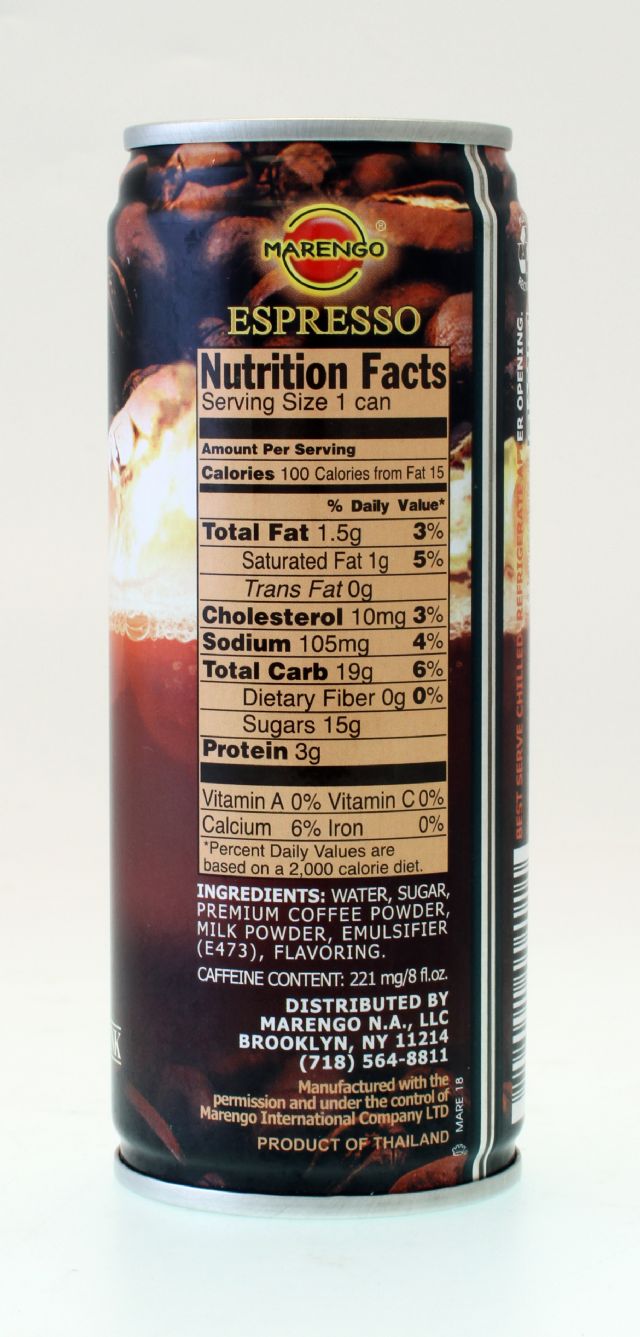 MARENGO
®
ESPRESSO
Nutrition Facts
Serving Size 1 can
Amount Per Serving
Calories 100 Calories from Fat 15
% Daily Value*
Total Fat 1.5g 3%
Saturated Fat 1g 5%
Trans Fat 0g
Cholesterol 10mg 3%
Sodium 105mg 4%
Total Carb 19g 6%
Dietary Fiber 0g 0%
Sugars 15g
Protein 3g
Vitamin A 0% Vitamin C 0%
Calcium 6% Iron 0%
*Percent Daily Values are
based on a 2,000 calorie diet.
INGREDIENTS: WATER, SUGAR,
PREMIUM COFFEE POWDER,
MILK POWDER, EMULSIFIER
(E473), FLAVORING.
CAFFEINE CONTENT: 221 mg/8 fl.oz.
DISTRIBUTED BY
MARENGO N.A., LLC
BROOKLYN, NY 11214
(718) 564-8811
Manufactured with the
permission and under the control of
Marengo International Company LTD
PRODUCT OF THAILAND
MARE 18
BEST SERVE CHILLED. REFRIGERATE AFTER OPENING.